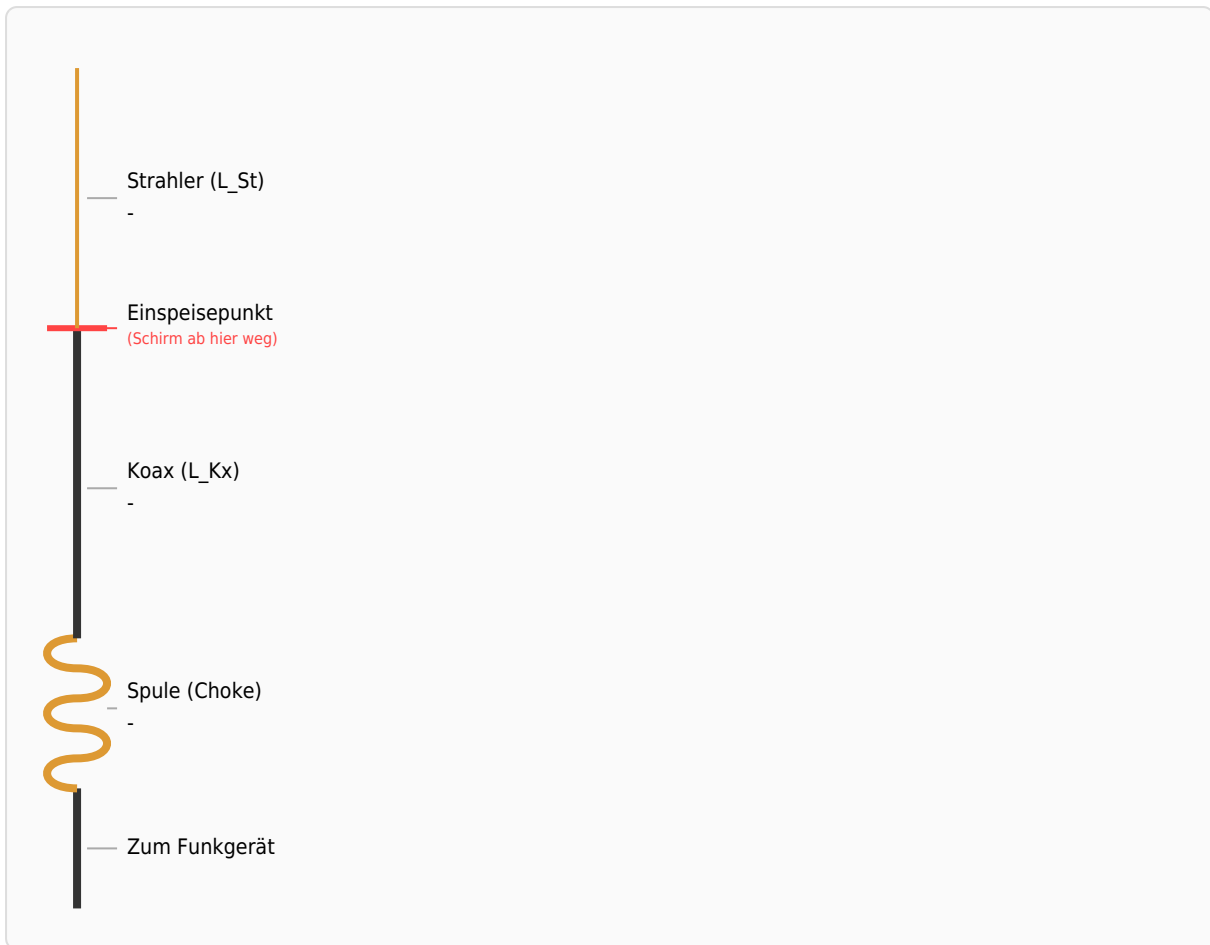 Strahler (L_St)
-
Einspeisepunkt
(Schirm ab hier weg)
Koax (L_Kx)
-
Spule (Choke)
-
Zum Funkgerät